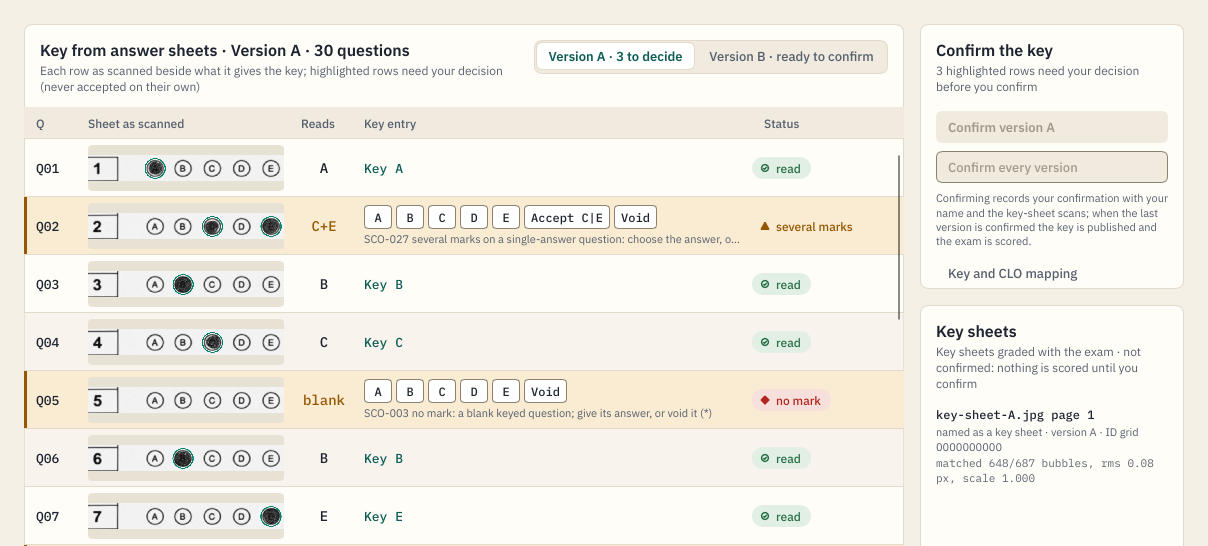 Key from answer sheets · Version A · 30 questions
Each row as scanned beside what it gives the key; highlighted rows need your decision
(never accepted on their own)
Version A · 3 to decide
Version B · ready to confirm
Q
Sheet as scanned
Reads
Key entry
Status
Q01
1
B C D E
A
Key A
read
Q02
2
A B D
C+E
A B C D E Accept C|E Void
SCO-027 several marks on a single-answer question: choose the answer, o…
several marks
Q03
3
A C D E
B
Key B
read
Q04
4
A B D E
C
Key C
read
Q05
5
A B C D E
blank
A B C D E Void
SCO-003 no mark: a blank keyed question; give its answer, or void it (*)
no mark
Q06
6
A C D E
B
Key B
read
Q07
7
A B C D
E
Key E
read
Confirm the key
3 highlighted rows need your decision
before you confirm
Confirm version A
Confirm every version
Confirming records your confirmation with your
name and the key-sheet scans; when the last
version is confirmed the key is published and
the exam is scored.
Key and CLO mapping
Key sheets
Key sheets graded with the exam · not
confirmed: nothing is scored until you
confirm
key-sheet-A.jpg page 1
named as a key sheet · version A · ID grid
0000000000
matched 648/687 bubbles, rms 0.08
px, scale 1.000